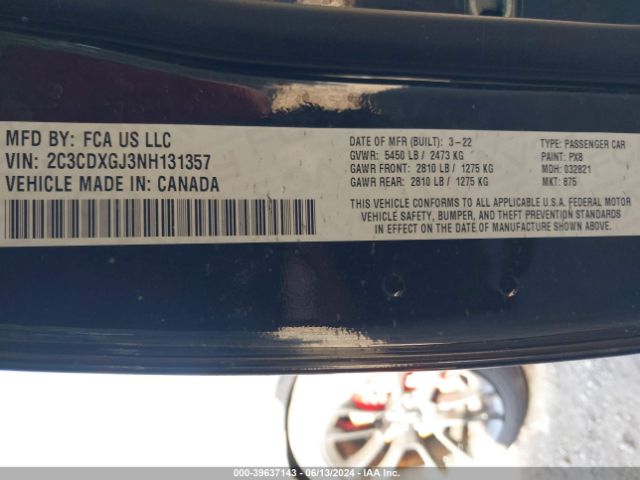 MFD BY: FCA US LLC
VIN: 2C3CDXGJ3NH131357
VEHICLE MADE IN: CANADA
DATE OF MFR (BUILT): 3-22
GVWR: 5450 LB / 2473 KG
GAWR FRONT: 2810 LB / 1275 KG
GAWR REAR: 2810 LB / 1275 KG
TYPE: PASSENGER CAR
PAINT: PX8
MDH: 032821
MKT: 875
THIS VEHICLE CONFORMS TO ALL U.S.A. FEDERAL MOTOR
VEHICLE SAFETY, BUMPER, AND THEFT PREVENTION STANDARDS
IN EFFECT ON THE DATE OF MANUFACTURE SHOWN ABOVE.
000-39637143 - 06/13/2024 - IAA Inc.